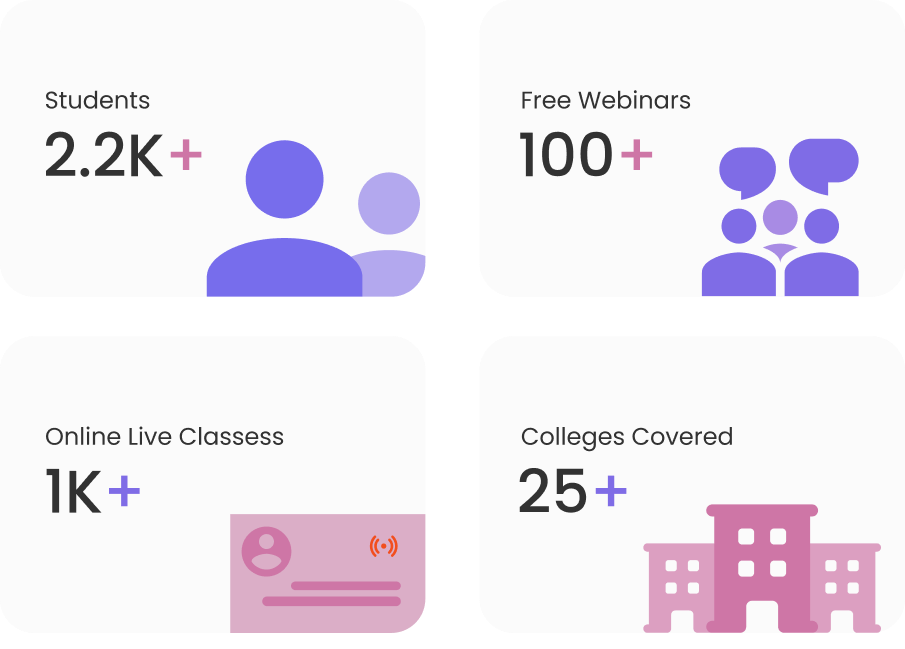 Students
2.2K+
Free Webinars
100+
Online Live Classess
1K+
Colleges Covered
25+